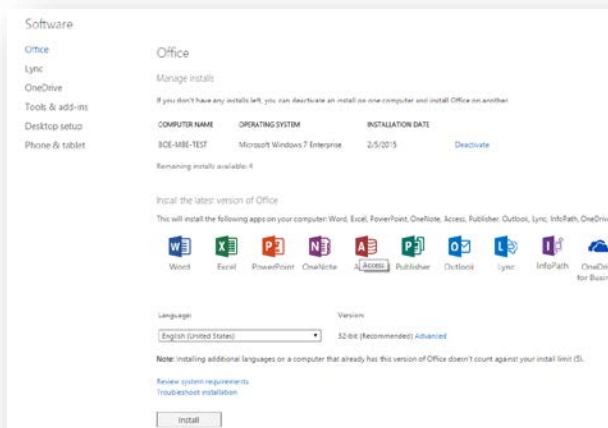 Software
Office
Lync
OneDrive
Tools & add-ins
Desktop setup
Phone & tablet
Office
Manage installs
If you don't have any installs left, you can deactivate an install on one computer and install Office on another.
COMPUTER NAME OPERATING SYSTEM INSTALLATION DATE
BOE-MBE-TEST Microsoft Windows 7 Enterprise 2/5/2015 Deactivate
Remaining installs available: 4
Install the latest version of Office
This will install the following apps on your computer: Word, Excel, PowerPoint, OneNote, Access, Publisher, Outlook, Lync, InfoPath, OneDrive
Word Excel PowerPoint OneNote A Access Publisher Outlook Lync InfoPath OneDriv
for Busin
Language: Version:
English (United States) 32-bit (Recommended) Advanced
Note: Installing additional languages on a computer that already has this version of Office doesn't count against your install limit (5).
Review system requirements
Troubleshoot installation
Install